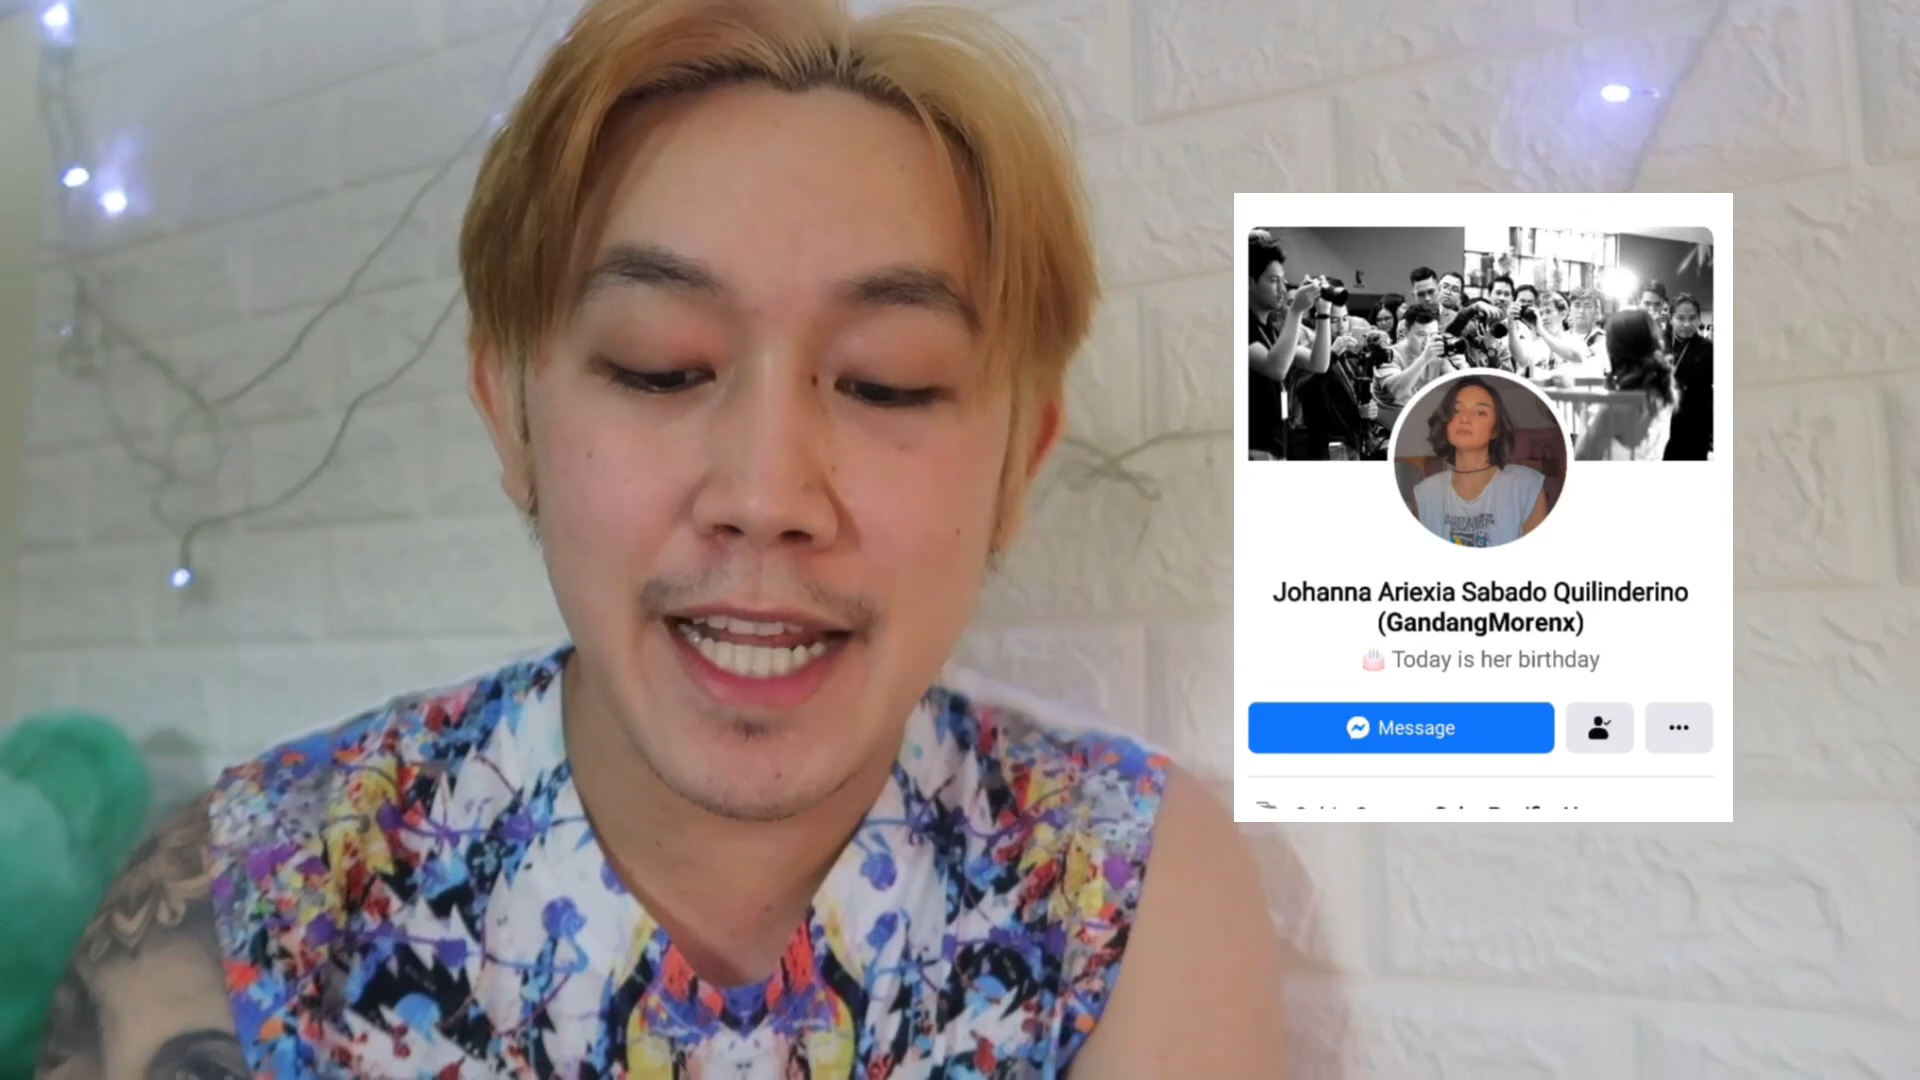 Johanna Ariexia Sabado Quilinderino
(GandangMorenx)
Today is her birthday
Message